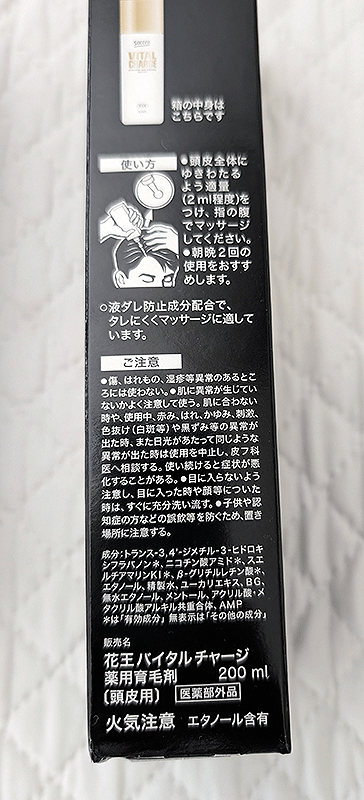 Success
VITAL
CHARGE
箱の中身は
こちらです
使い方
●頭皮全体に
ゆきわたる
よう適量
(2ml程度)を
つけ、指の腹
でマッサージ
してください。
●朝晩2回の
使用をおすす
めします。
○液ダレ防止成分配合で、
タレにくくマッサージに適して
います。
ご注意
●傷、はれもの、湿疹等異常のあるとこ
ろには使わない。●肌に異常が生じてい
ないかよく注意して使う。肌に合わない
時や、使用中、赤み、はれ、かゆみ、刺激、
色抜け(白斑等)や黒ずみ等の異常が
出た時、また日光があたって同じような
異常が出た時は使用を中止し、皮フ科
医へ相談する。使い続けると症状が悪
化することがある。●目に入らないよう
注意し、目に入った時や顔等についた
時は、すぐに充分洗い流す。●子供や認
知症の方などの誤飲等を防ぐため、置き
場所に注意する。
成分:トランス-3,4'-ジメチル-3-ヒドロキ
シフラバノン*、ニコチン酸アミド*、スエ
ルチアマリンKI*、β-グリチルレチン酸*、
エタノール、精製水、ユーカリエキス、BG、
無水エタノール、メントール、アクリル酸・メ
タクリル酸アルキル共重合体、AMP
*は「有効成分」 無表示は「その他の成分」
販売名
花王 バイタル チャージ
薬用育毛剤 200 ml
(頭皮用) 医薬部外品
火気注意 エタノール含有